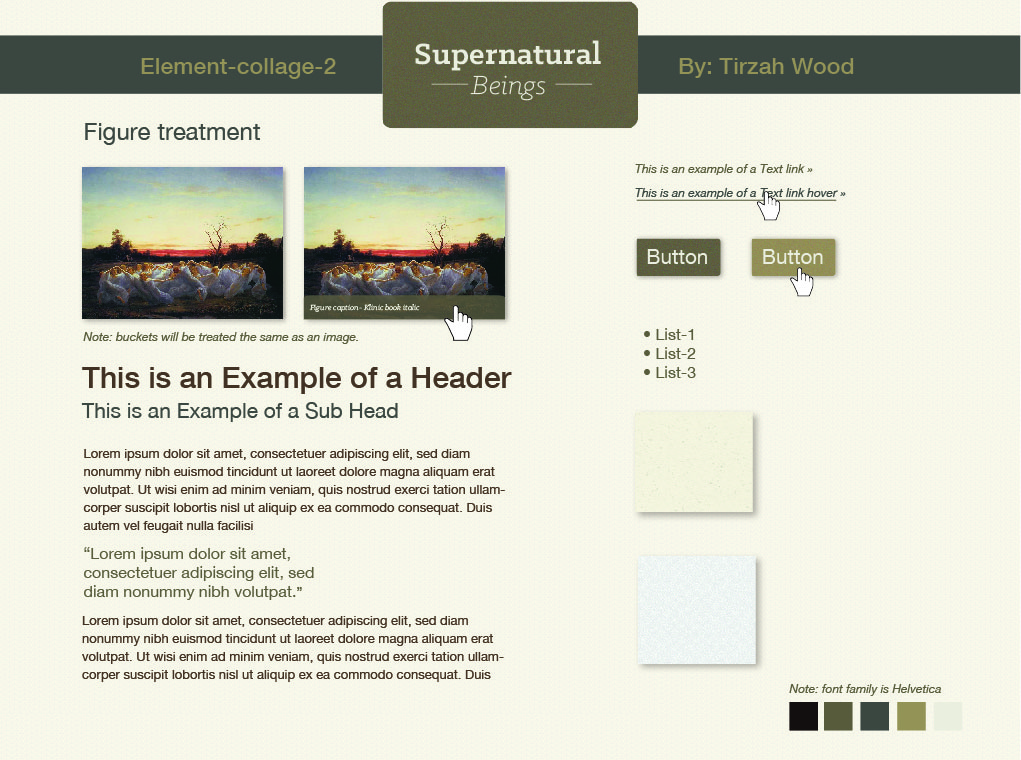 Element-collage-2
Supernatural
Beings
By: Tirzah Wood
Figure treatment
Figure caption - Klinic book italic
Note: buckets will be treated the same as an image.
This is an Example of a Header
This is an Example of a Sub Head
Lorem ipsum dolor sit amet, consectetuer adipiscing elit, sed diam
nonummy nibh euismod tincidunt ut laoreet dolore magna aliquam erat
volutpat. Ut wisi enim ad minim veniam, quis nostrud exerci tation ullam-
corper suscipit lobortis nisl ut aliquip ex ea commodo consequat. Duis
autem vel feugait nulla facilisi
“Lorem ipsum dolor sit amet,
consectetuer adipiscing elit, sed
diam nonummy nibh volutpat.”
Lorem ipsum dolor sit amet, consectetuer adipiscing elit, sed diam
nonummy nibh euismod tincidunt ut laoreet dolore magna aliquam erat
volutpat. Ut wisi enim ad minim veniam, quis nostrud exerci tation ullam-
corper suscipit lobortis nisl ut aliquip ex ea commodo consequat. Duis
This is an example of a Text link »
This is an example of a Text link hover »
Button
Button
• List-1
• List-2
• List-3
Note: font family is Helvetica